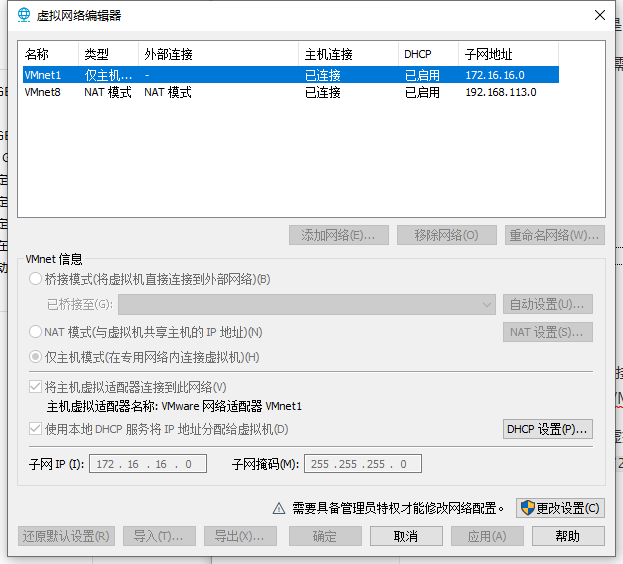 虚拟网络编辑器
名称 类型 外部连接 主机连接 DHCP 子网地址
VMnet1 仅主机... - 已连接 已启用 172.16.16.0
VMnet8 NAT 模式 NAT 模式 已连接 已启用 192.168.113.0
添加网络(E)... 移除网络(O) 重命名网络(W)...
VMnet 信息
桥接模式(将虚拟机直接连接到外部网络)(B)
已桥接至(G): 自动设置(U)...
NAT 模式(与虚拟机共享主机的 IP 地址)(N) NAT 设置(S)...
仅主机模式(在专用网络内连接虚拟机)(H)
将主机虚拟适配器连接到此网络(V)
主机虚拟适配器名称: VMware 网络适配器 VMnet1
使用本地 DHCP 服务将 IP 地址分配给虚拟机(D) DHCP 设置(P)...
子网 IP (I): 172 . 16 . 16 . 0 子网掩码(M): 255 .255 .255 . 0
需要具备管理员特权才能修改网络配置。 更改设置(C)
还原默认设置(R) 导入(T)... 导出(X)... 确定 取消 应用(A) 帮助